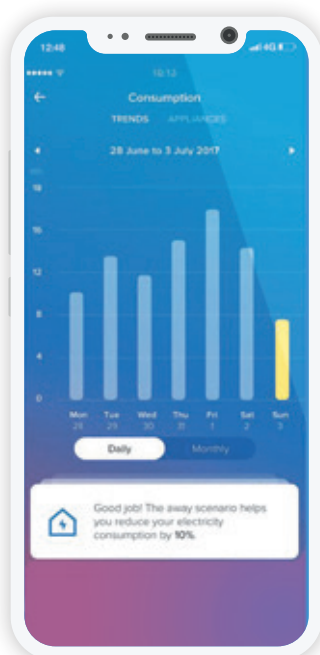 12:48
4G
10:12
Consumption
TRENDS APPLIANCES
28 June to 3 July 2017
18
16
12
8
4
0
Mon Tue Wed Thu Fri Sat Sun
28 29 30 31 1 2 3
Daily Monthly
Good job! The away scenario helps
you reduce your electricity
consumption by 10%.